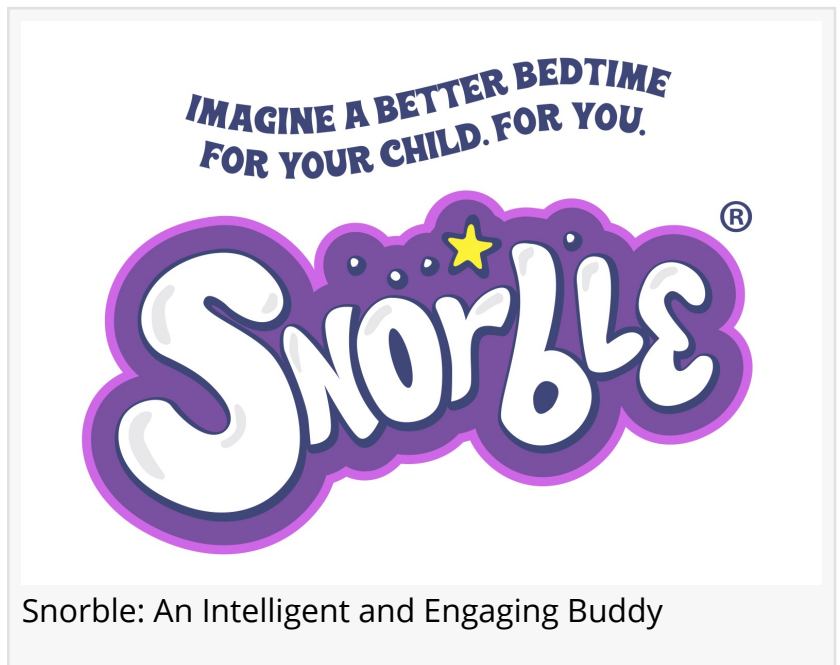 IMAGINE A BETTER BEDTIME
FOR YOUR CHILD. FOR YOU.
Snorble ®
Snorble: An Intelligent and Engaging Buddy